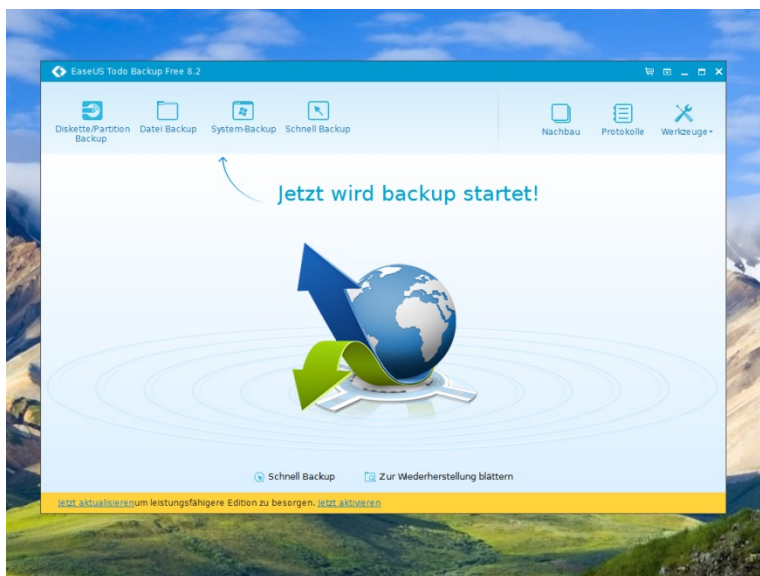 EaseUS Todo Backup Free 8.2
Diskette/Partition
Backup
Datei Backup
System-Backup
Schnell Backup
Nachbau
Protokolle
Werkzeuge
Jetzt wird backup startet!
Schnell Backup
Zur Wiederherstellung blättern
Jetzt aktualisierenum leistungsfähigere Edition zu besorgen. Jetzt aktivieren